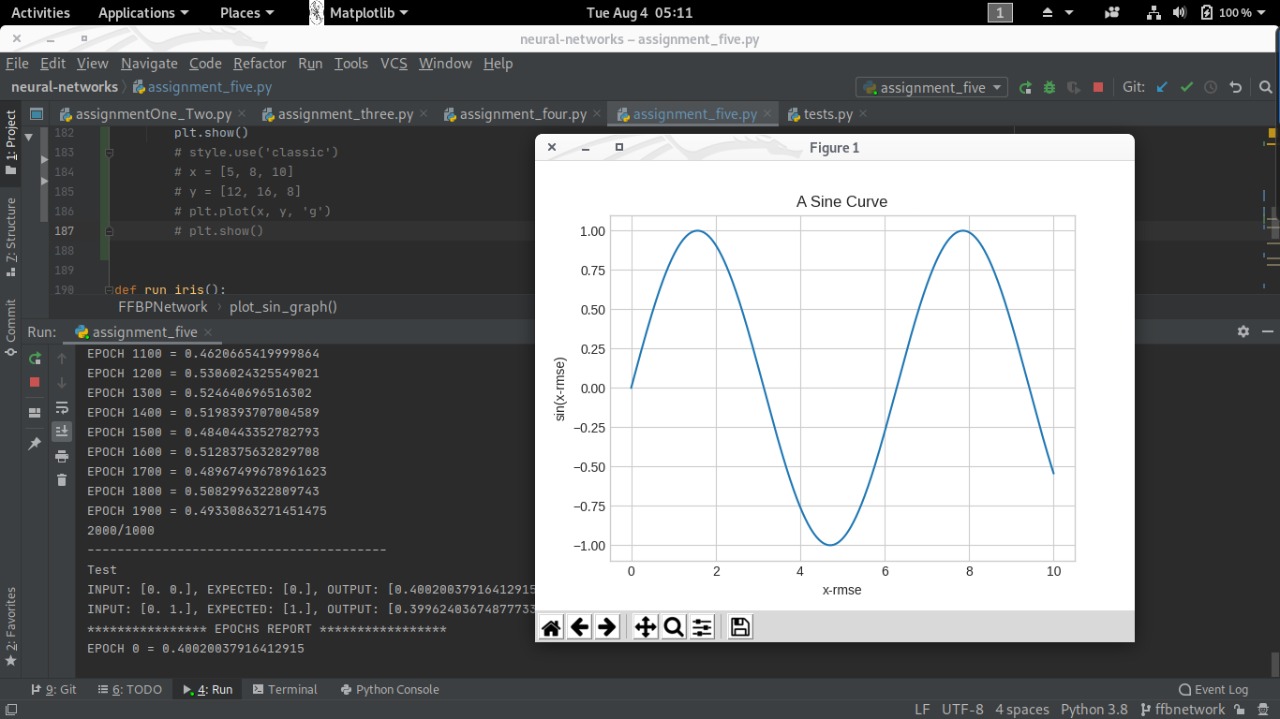 Activities Applications Places Matplotlib Tue Aug 4 05:11 1 100 %
neural-networks – assignment_five.py
File Edit View Navigate Code Refactor Run Tools VCS Window Help
neural-networks assignment_five.py assignment_five Git:
assignmentOne_Two.py assignment_three.py assignment_four.py assignment_five.py tests.py
1: Project
Z: Structure
Commit
2: Favorites
182 plt.show()
183 # style.use('classic')
184 # x = [5, 8, 10]
185 # y = [12, 16, 8]
186 # plt.plot(x, y, 'g')
187 # plt.show()
188
189
190 def run_iris():
FFBPNetwork plot_sin_graph()
Run: assignment_five
EPOCH 1100 = 0.4620665419999864
EPOCH 1200 = 0.5306024325549021
EPOCH 1300 = 0.524640696516302
EPOCH 1400 = 0.5198393707004589
EPOCH 1500 = 0.4840443352782793
EPOCH 1600 = 0.5128375632829708
EPOCH 1700 = 0.48967499678961623
EPOCH 1800 = 0.5082996322809743
EPOCH 1900 = 0.49330863271451475
2000/1000
----------------------------------------
Test
INPUT: [0. 0.], EXPECTED: [0.], OUTPUT: [0.40020037916412915
INPUT: [0. 1.], EXPECTED: [1.], OUTPUT: [0.39962403674877733
**************** EPOCHS REPORT *****************
EPOCH 0 = 0.40020037916412915
Figure 1
A Sine Curve
1.00
0.75
0.50
0.25
0.00
−0.25
−0.50
−0.75
−1.00
sin(x-rmse)
0 2 4 6 8 10
x-rmse
9: Git 6: TODO 4: Run Terminal Python Console Event Log
LF UTF-8 4 spaces Python 3.8 ffbnetwork